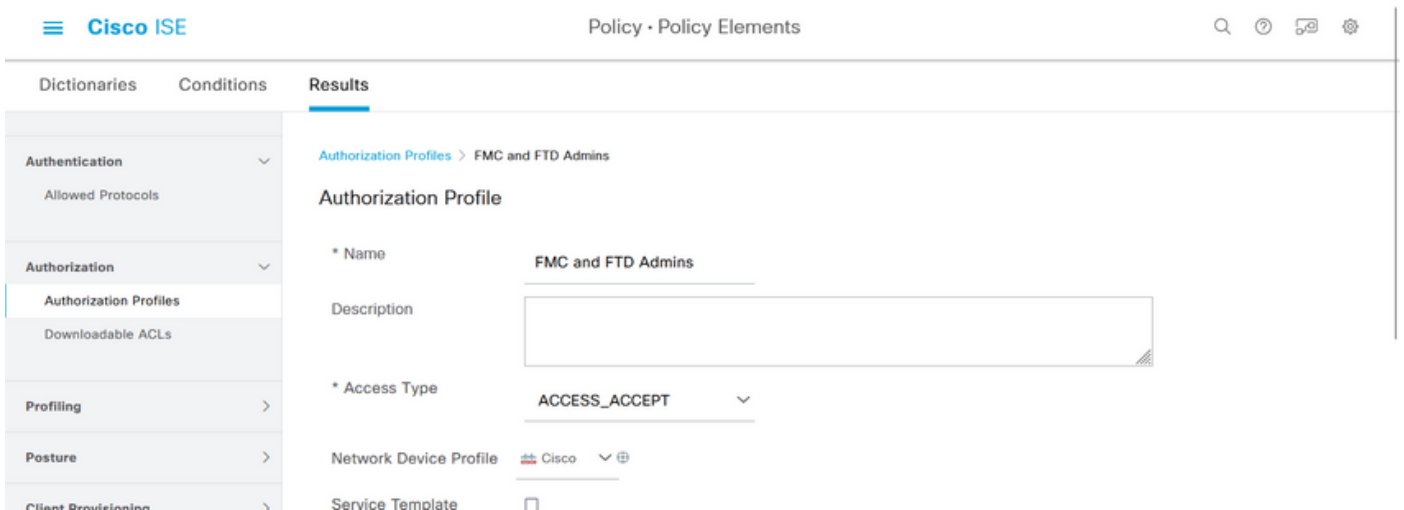 Cisco ISE
Policy · Policy Elements
Dictionaries Conditions Results
Authentication
Allowed Protocols
Authorization
Authorization Profiles
Downloadable ACLs
Profiling
Posture
Client Provisioning
Authorization Profiles > FMC and FTD Admins
Authorization Profile
* Name FMC and FTD Admins
Description
* Access Type ACCESS_ACCEPT
Network Device Profile Cisco
Service Template